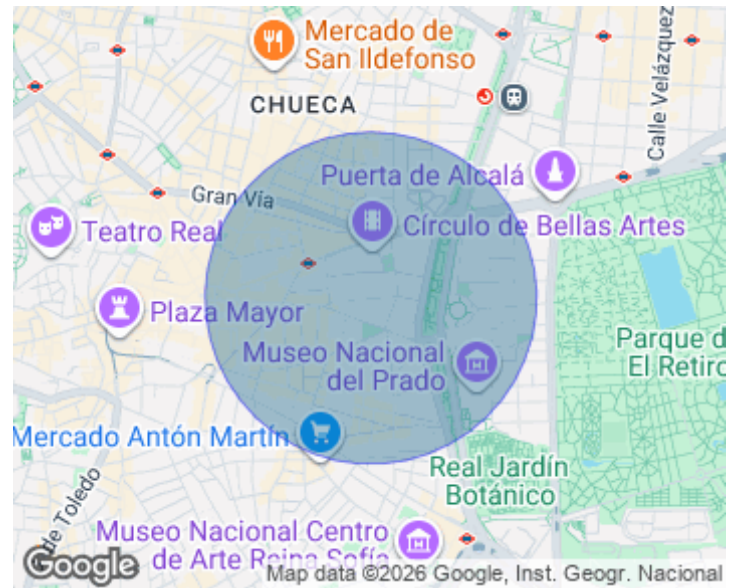 Mercado de
San Ildefonso
CHUECA
Calle Velázquez
Puerta de Alcalá
Gran Vía
Teatro Real
Círculo de Bellas Artes
Plaza Mayor
Museo Nacional
del Prado
Parque d
El Retiro
Mercado Antón Martín
Real Jardín
Botánico
de Toledo
Museo Nacional Centro
de Arte Reina Sofía
Google
Map data ©2026 Google, Inst. Geogr. Nacional